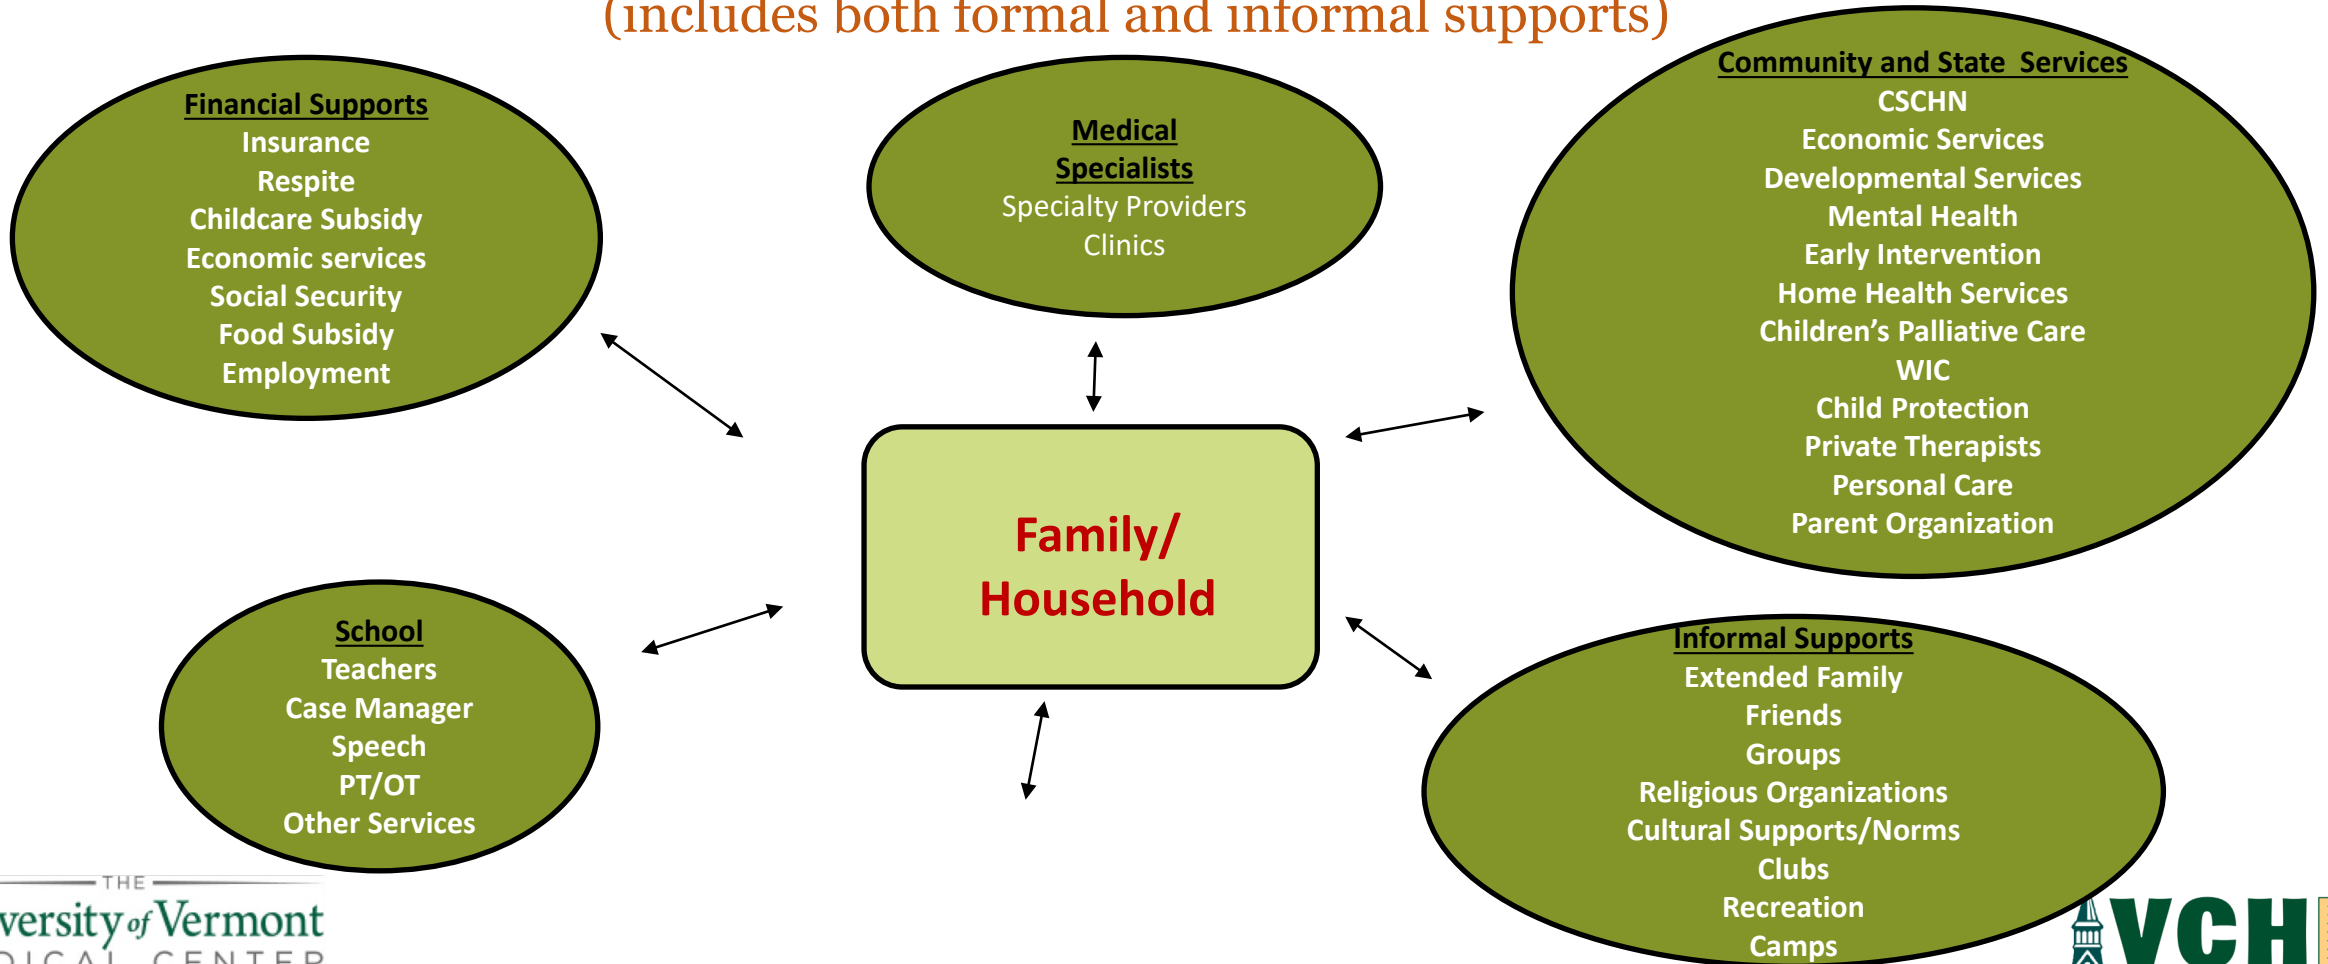 (includes both formal and informal supports)
Financial Supports
Insurance
Respite
Childcare Subsidy
Economic services
Social Security
Food Subsidy
Employment
Medical
Specialists
Specialty Providers
Clinics
Community and State  Services
CSCHN
Economic Services
Developmental Services
Mental Health
Early Intervention
Home Health Services
Children’s Palliative Care
WIC
Child Protection
Private Therapists
Personal Care
Parent Organization
Family/
Household
School
Teachers
Case Manager
Speech
PT/OT
Other Services
Informal Supports
Extended Family
Friends
Groups
Religious Organizations
Cultural Supports/Norms
Clubs
Recreation
Camps
THE
versity of Vermont
DICAL CENTER
VCH